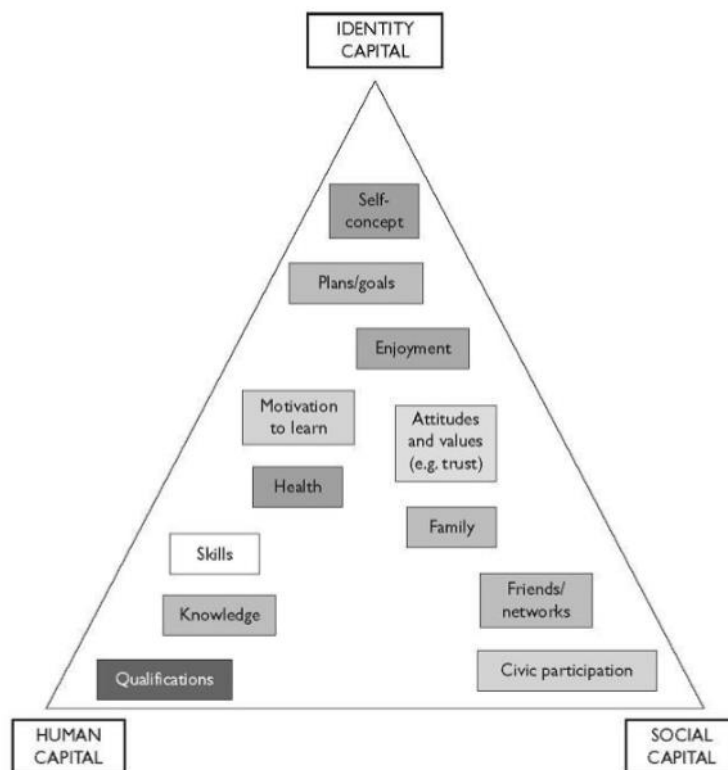 IDENTITY
CAPITAL
Self-
concept
Plans/goals
Enjoyment
Motivation
to learn
Attitudes
and values
(e.g. trust)
Health
Family
Skills
Friends/
networks
Knowledge
Civic participation
Qualifications
HUMAN
CAPITAL
SOCIAL
CAPITAL